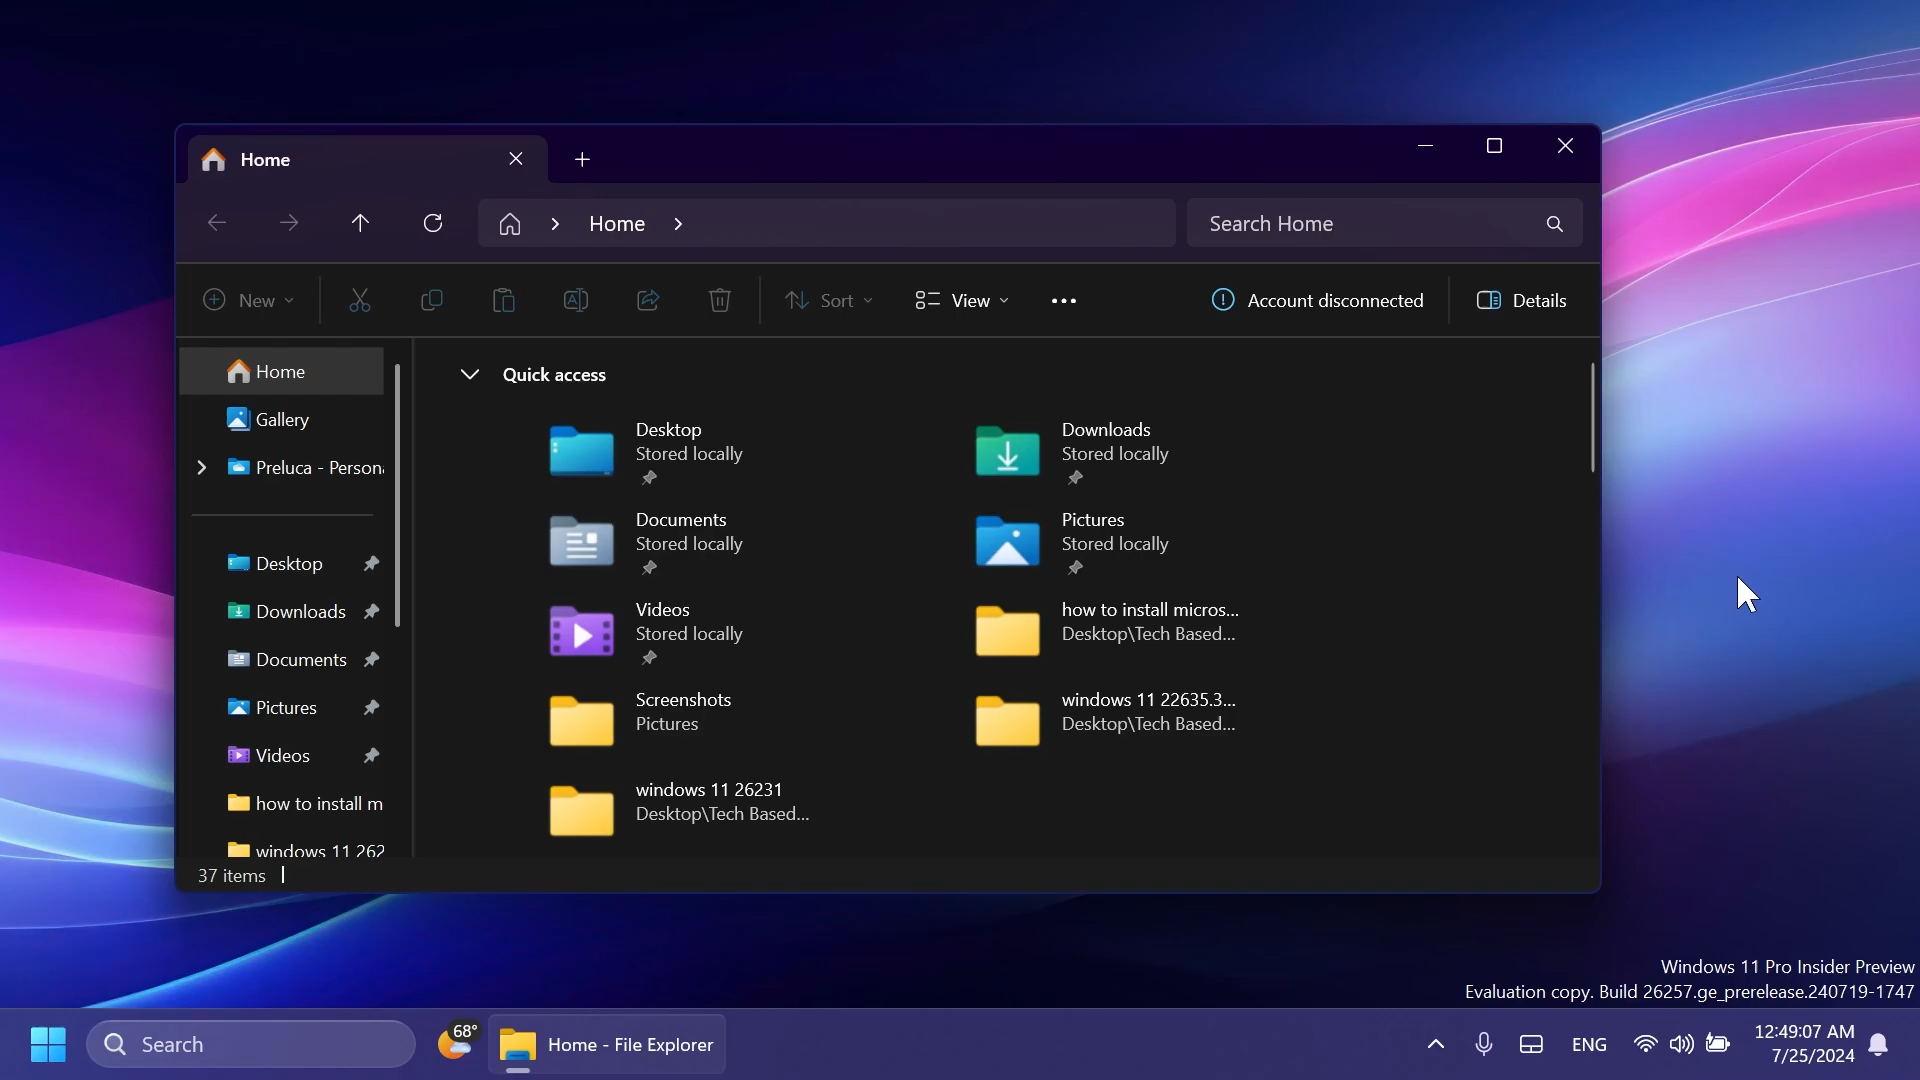 Home
Home
Search Home
New
Sort
View
Account disconnected
Details
Home
Gallery
Preluca - Persona
Desktop
Downloads
Documents
Pictures
Videos
how to install m
windows 11 262
Quick access
Desktop
Stored locally
Downloads
Stored locally
Documents
Stored locally
Pictures
Stored locally
Videos
Stored locally
how to install micros...
Desktop\Tech Based...
Screenshots
Pictures
windows 11 22635.3...
Desktop\Tech Based...
windows 11 26231
Desktop\Tech Based...
37 items
Windows 11 Pro Insider Preview
Evaluation copy. Build 26257.ge_prerelease.240719-1747
Search
68°
Home - File Explorer
ENG
12:49:07 AM
7/25/2024